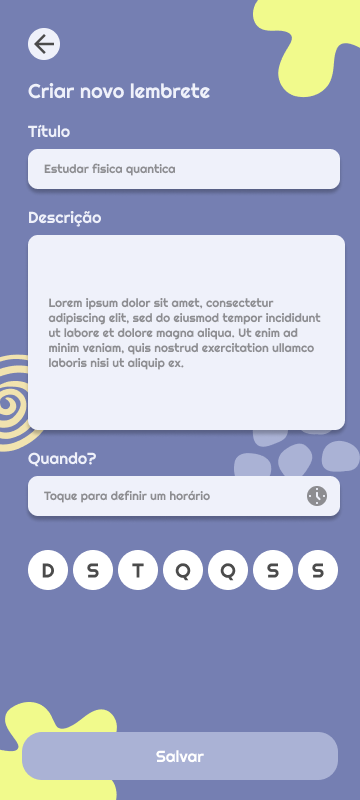 Criar novo lembrete
Título
Estudar fisica quantica
Descrição
Lorem ipsum dolor sit amet, consectetur
adipiscing elit, sed do eiusmod tempor incididunt
ut labore et dolore magna aliqua. Ut enim ad
minim veniam, quis nostrud exercitation ullamco
laboris nisi ut aliquip ex.
Quando?
Toque para definir um horário
D S T Q Q S S
Salvar